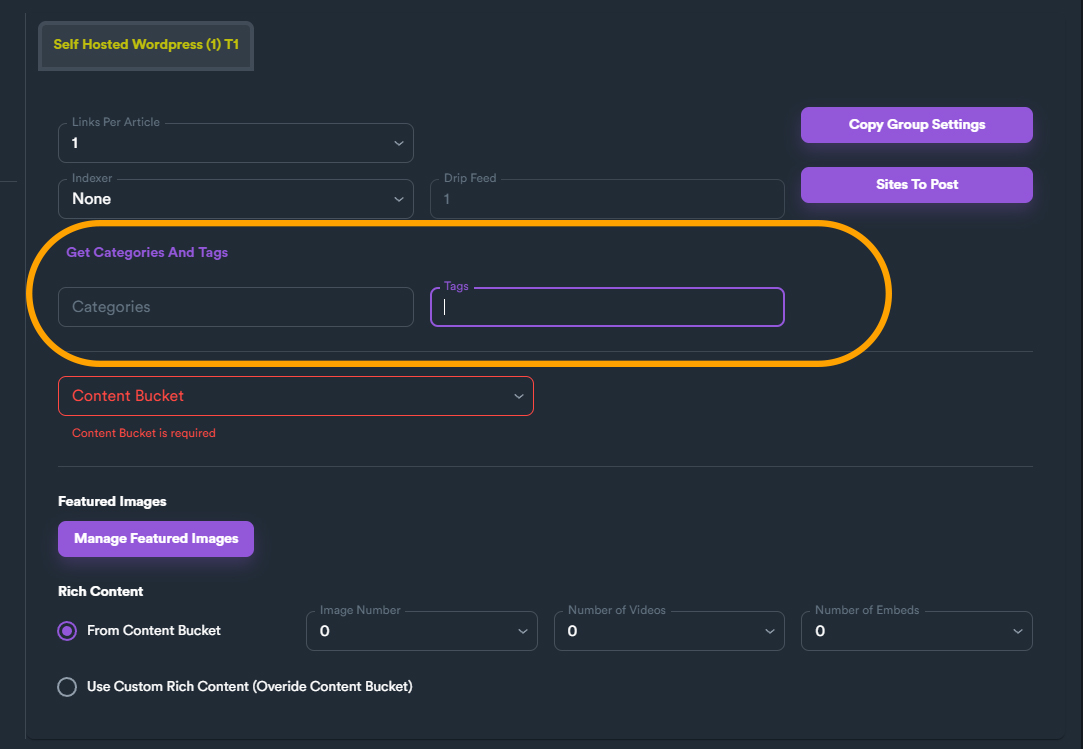 Self Hosted Wordpress (1) T1
Links Per Article
1
Copy Group Settings
Indexer
None
Drip Feed
1
Sites To Post
Get Categories And Tags
Categories
Tags
Content Bucket
Content Bucket is required
Featured Images
Manage Featured Images
Rich Content
From Content Bucket
Image Number
0
Number of Videos
0
Number of Embeds
0
Use Custom Rich Content (Overide Content Bucket)